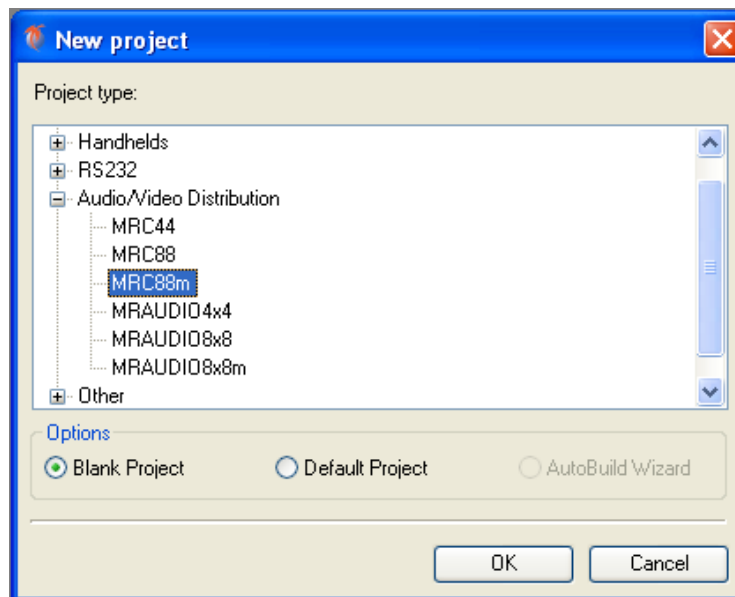 New project
Project type:
Handhelds
RS232
Audio/Video Distribution
MRC44
MRC88
MRC88m
MRAUDIO4x4
MRAUDIO8x8
MRAUDIO8x8m
Other
Options
Blank Project Default Project AutoBuild Wizard
OK Cancel